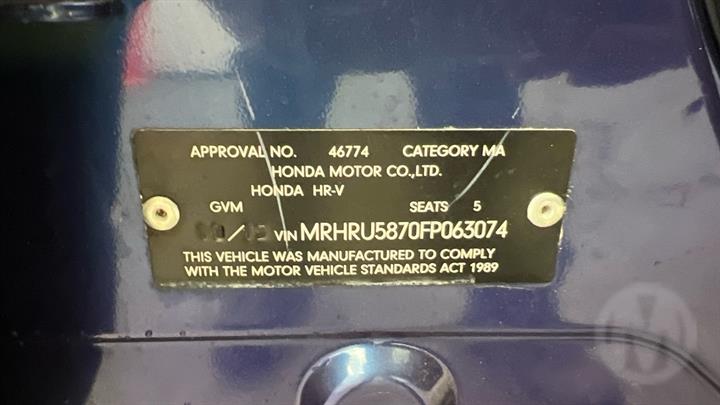 APPROVAL NO. 46774 CATEGORY MA
HONDA MOTOR CO.,LTD.
HONDA HR-V
GVM SEATS 5
VIN MRHRU5870FP063074
THIS VEHICLE WAS MANUFACTURED TO COMPLY
WITH THE MOTOR VEHICLE STANDARDS ACT 1989